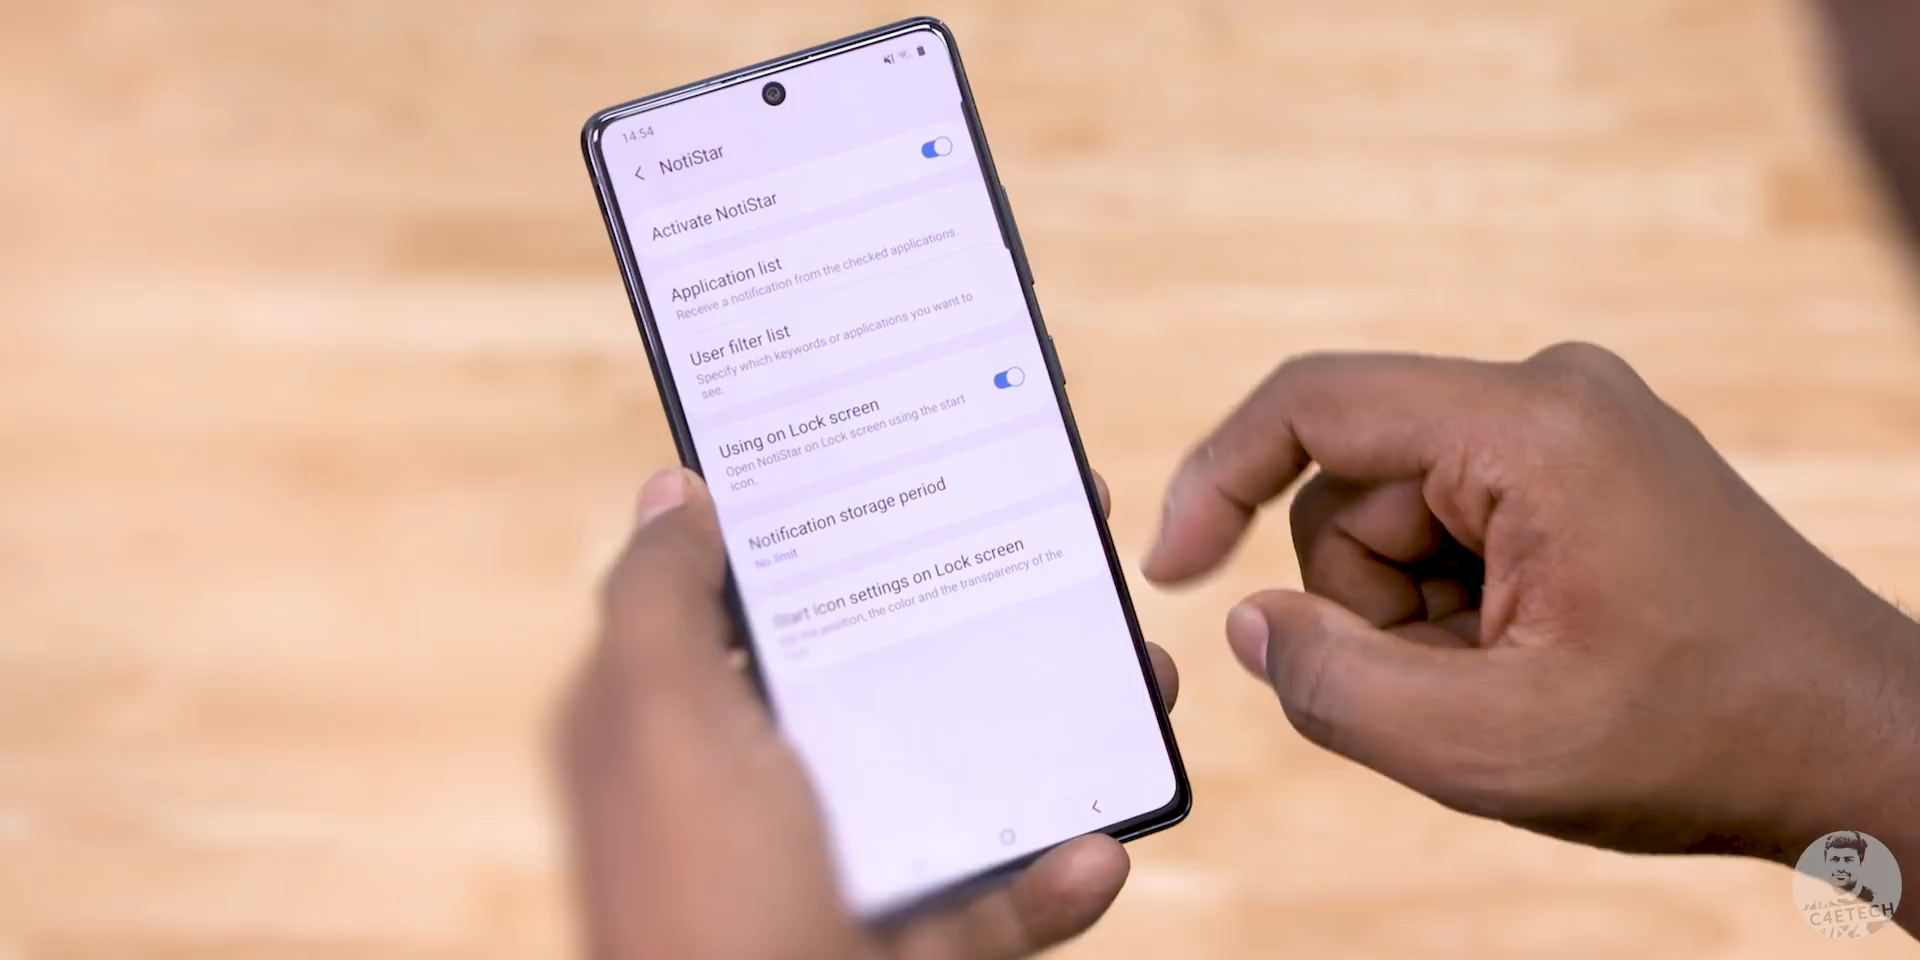 14:54
NotiStar
Activate NotiStar
Application list
Receive a notification from the checked applications.
User filter list
Specify which keywords or applications you want to
see.
Using on Lock screen
Open NotiStar on Lock screen using the start
icon.
Notification storage period
No limit
Start icon settings on Lock screen
Set the position, the color and the transparency of the
C4ETECH